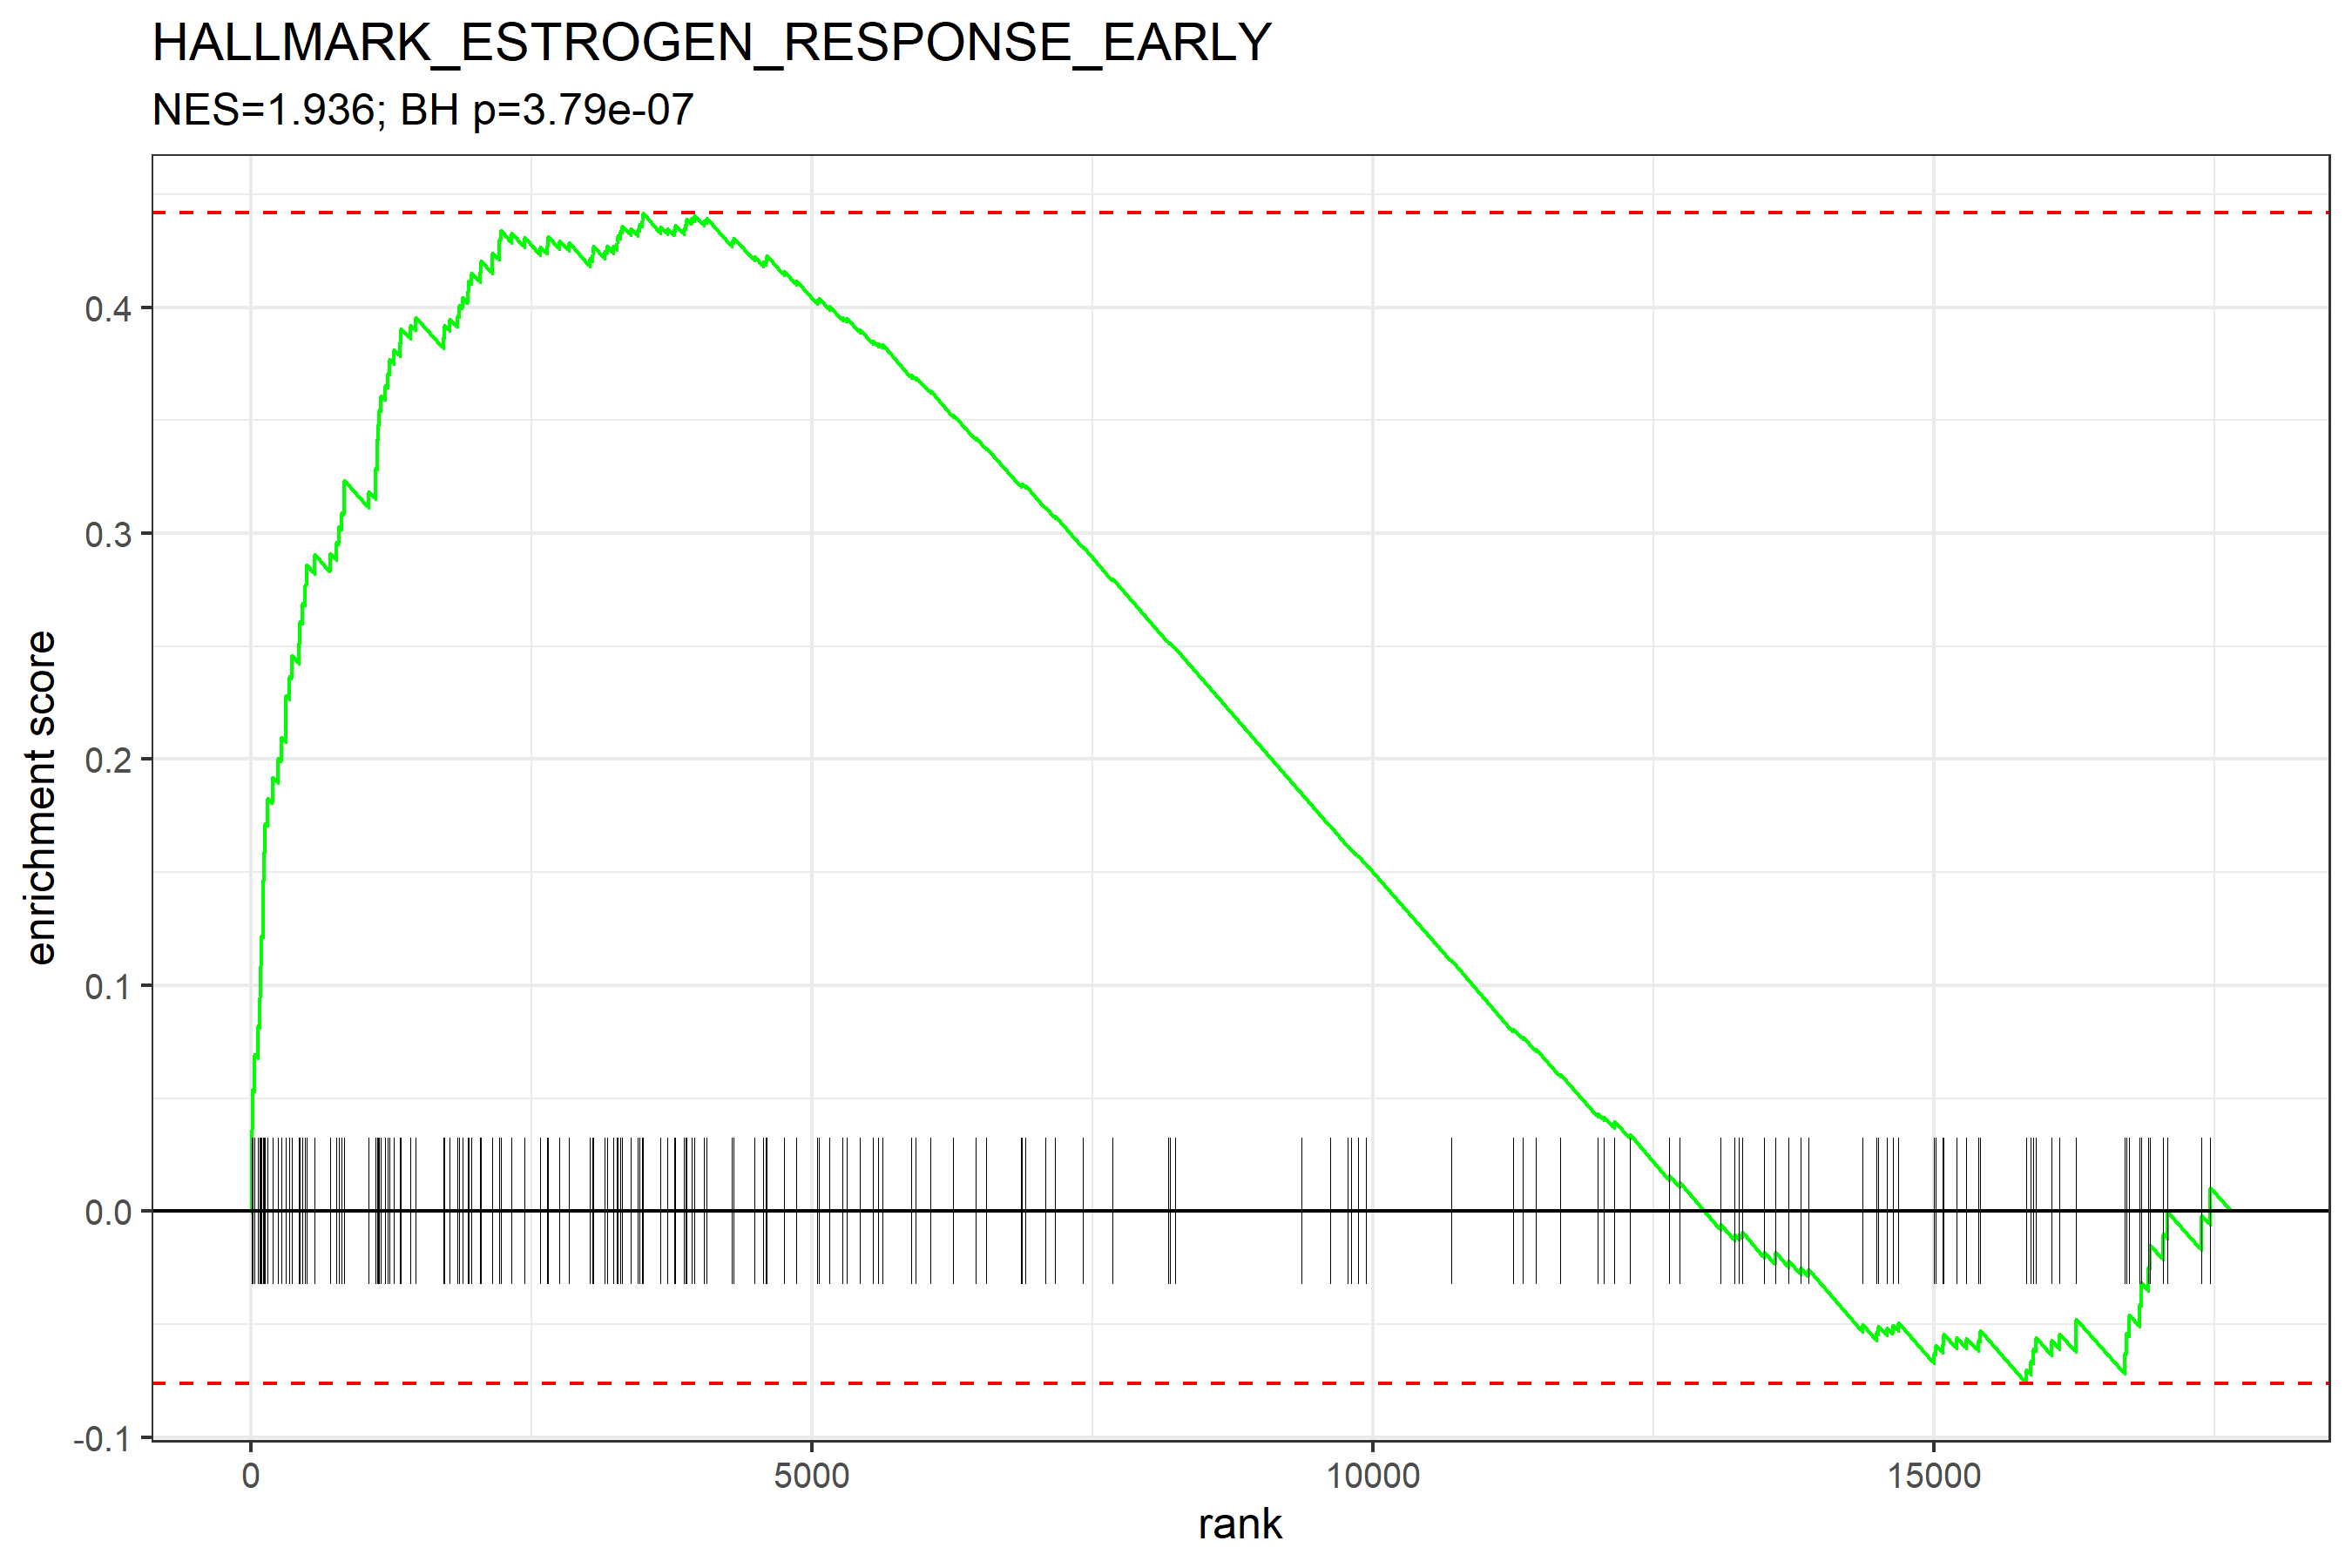 HALLMARK_ESTROGEN_RESPONSE_EARLY
NES=1.936; BH p=3.79e-07
enrichment score
0.4
0.3
0.2
0.1
0.0
-0.1
0 5000 10000 15000
rank